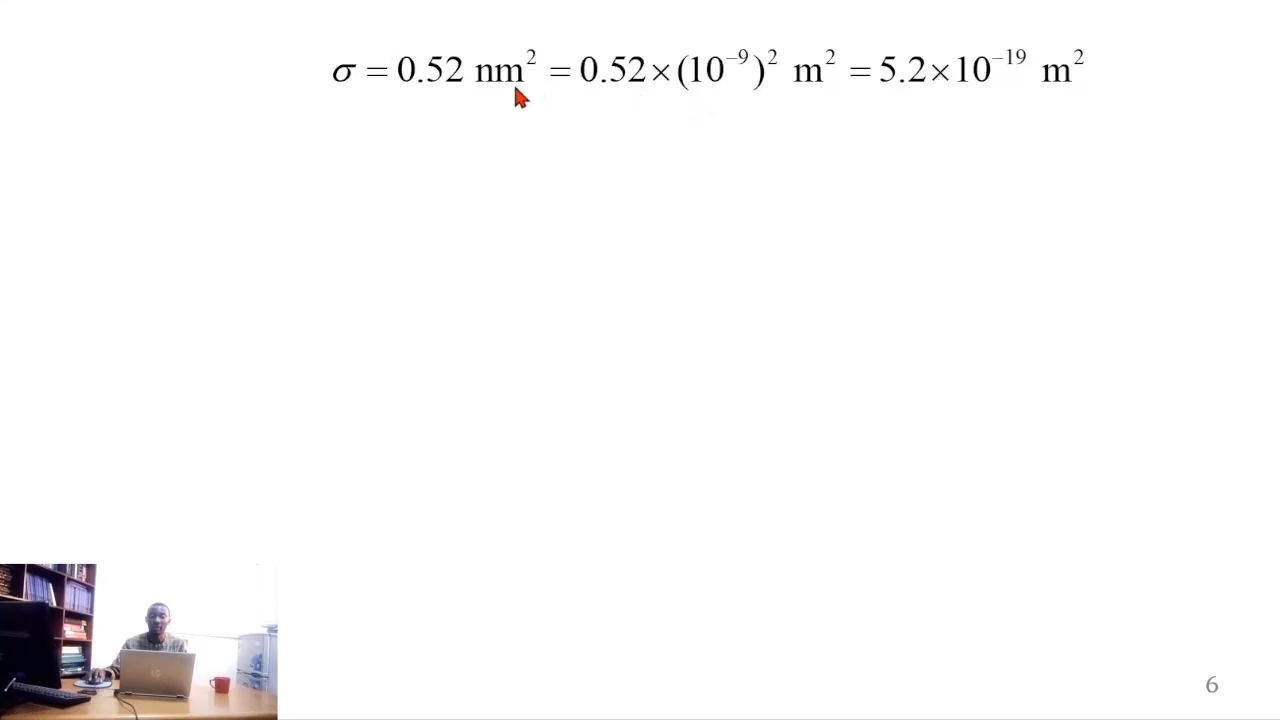 σ = 0.52 nm² = 0.52×(10⁻⁹)² m² = 5.2×10⁻¹⁹ m²
6